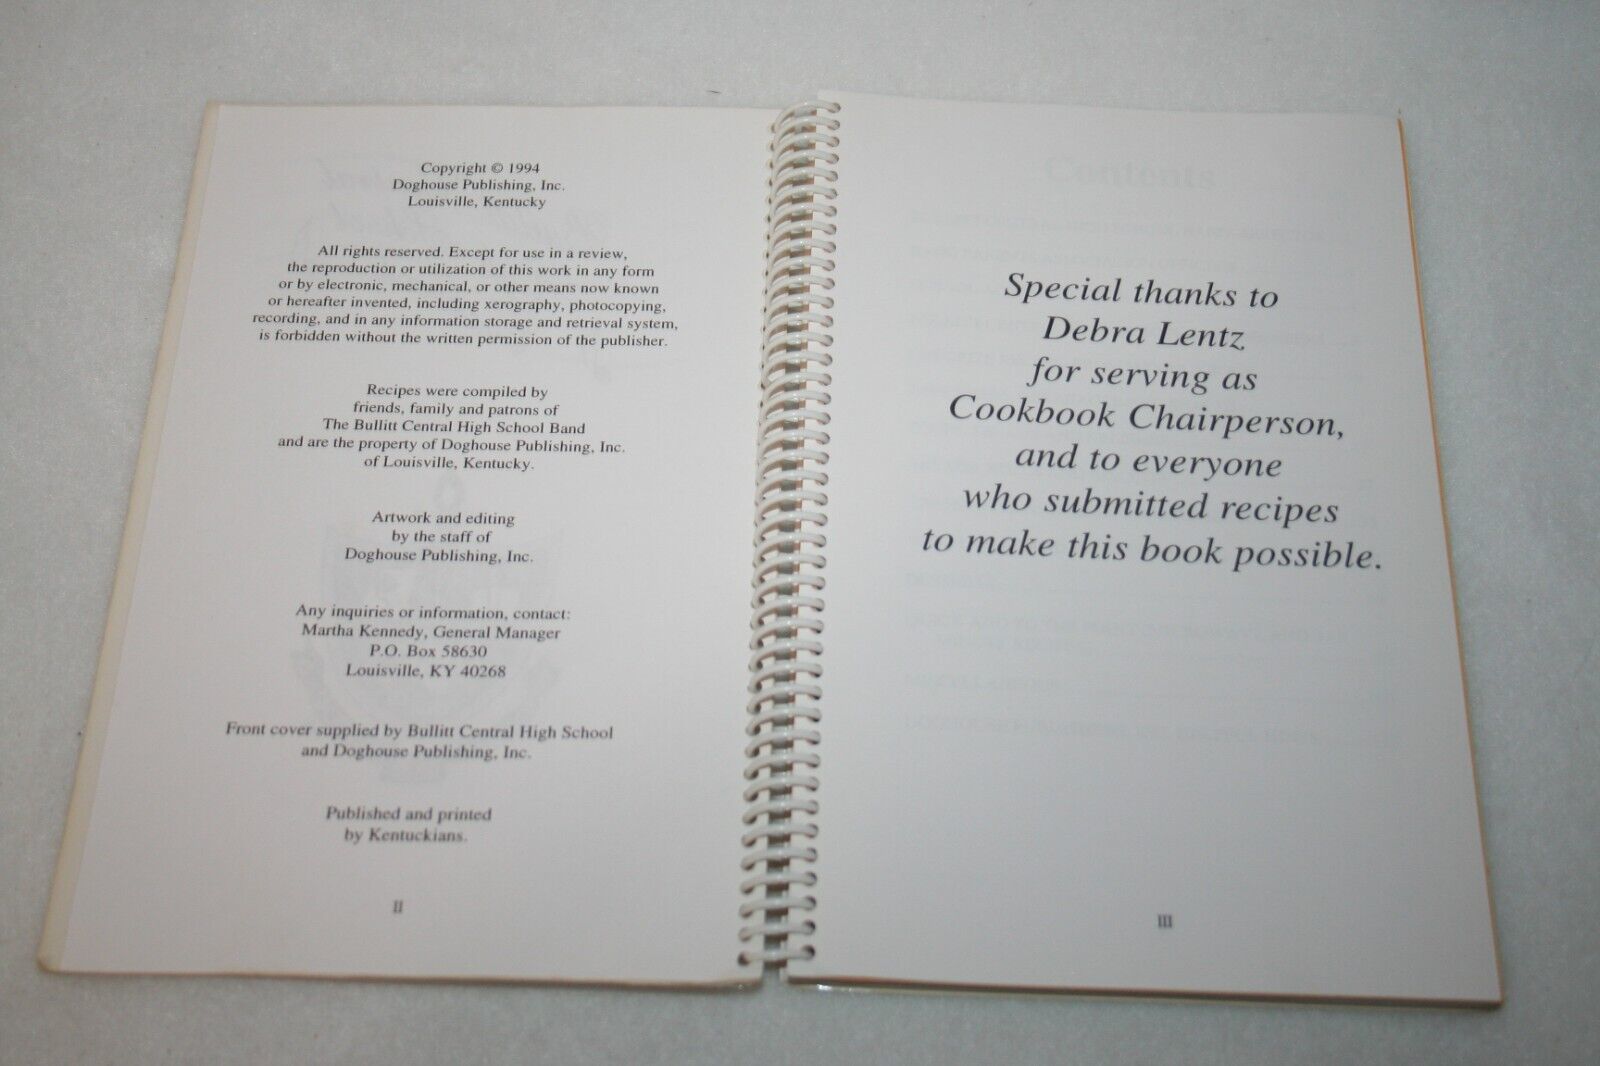 Copyright © 1994
Doghouse Publishing, Inc.
Louisville, Kentucky
All rights reserved. Except for use in a review,
the reproduction or utilization of this work in any form
or by electronic, mechanical, or other means now known
or hereafter invented, including xerography, photocopying,
recording, and in any information storage and retrieval system,
is forbidden without the written permission of the publisher.
Recipes were compiled by
friends, family and patrons of
The Bullitt Central High School Band
and are the property of Doghouse Publishing, Inc.
of Louisville, Kentucky.
Artwork and editing
by the staff of
Doghouse Publishing, Inc.
Any inquiries or information, contact:
Martha Kennedy, General Manager
P.O. Box 58630
Louisville, KY 40268
Front cover supplied by Bullitt Central High School
and Doghouse Publishing, Inc.
Published and printed
by Kentuckians.
II
Contents
Special thanks to
Debra Lentz
for serving as
Cookbook Chairperson,
and to everyone
who submitted recipes
to make this book possible.
III